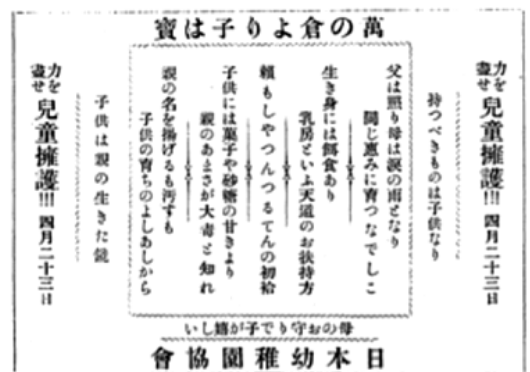 萬の倉より子は寶
力を盡せ 兒童擁護!!! 四月二十三日
持つべきものは子供なり
父は照り母は涙の雨となり
同じ惠みに育つなでしこ
生き身には餌食あり
乳房といふ天道のお扶持方
賴もしやつんつるてんの初袷
子供には菓子や砂糖の甘きより
親のあまさが大毒と知れ
親の名を揚げるも汚すも
子供の育ちのよしあしから
子供は親の生きた鏡
力を盡せ 兒童擁護!!! 四月二十三日
母のお守りで子が嬉しい
日本幼稚園協會